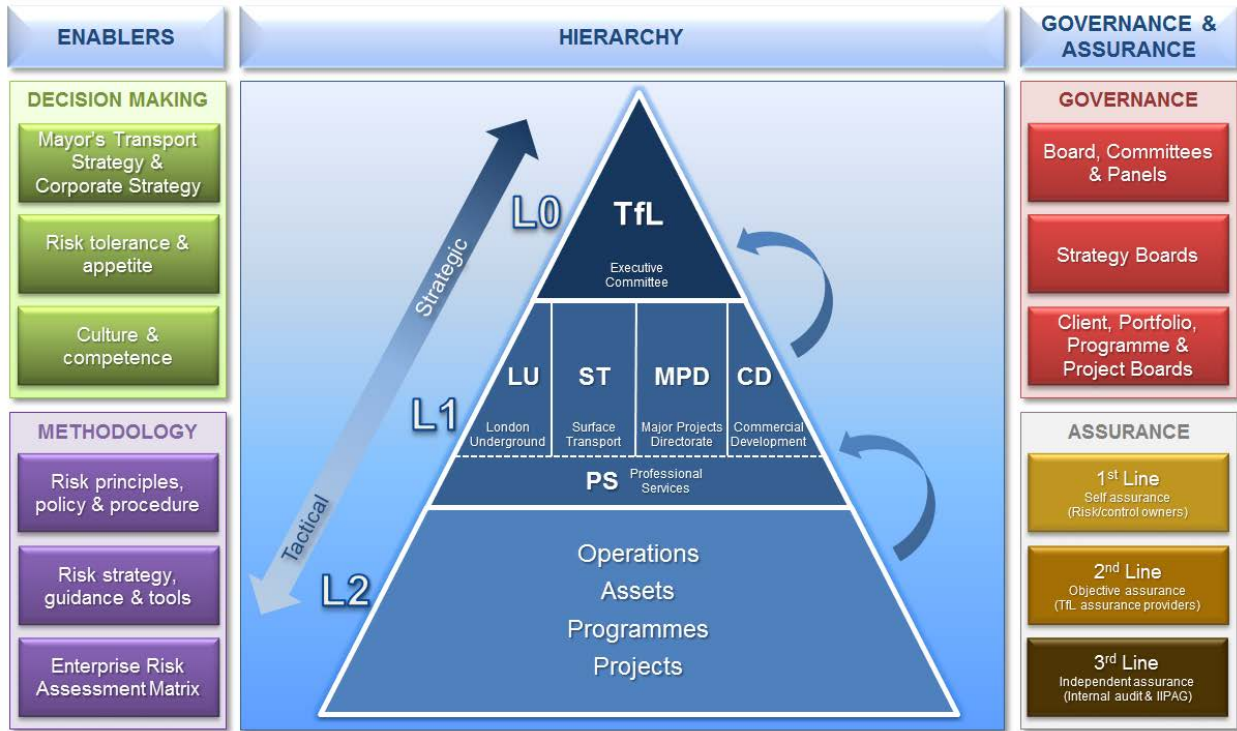 ENABLERS
HIERARCHY
GOVERNANCE &
ASSURANCE
DECISION MAKING
Mayor's Transport
Strategy &
Corporate Strategy
Risk tolerance &
appetite
Culture &
competence
METHODOLOGY
Risk principles,
policy & procedure
Risk strategy,
guidance & tools
Enterprise Risk
Assessment Matrix
Strategic
Tactical
L0
TfL
Executive
Committee
L1
LU
London
Underground
ST
Surface
Transport
MPD
Major Projects
Directorate
CD
Commercial
Development
PS Professional
Services
L2
Operations
Assets
Programmes
Projects
GOVERNANCE
Board, Committees
& Panels
Strategy Boards
Client, Portfolio,
Programme &
Project Boards
ASSURANCE
1st Line
Self assurance
(Risk/control owners)
2nd Line
Objective assurance
(TfL assurance providers)
3rd Line
Independent assurance
(Internal audit & IIPAG)